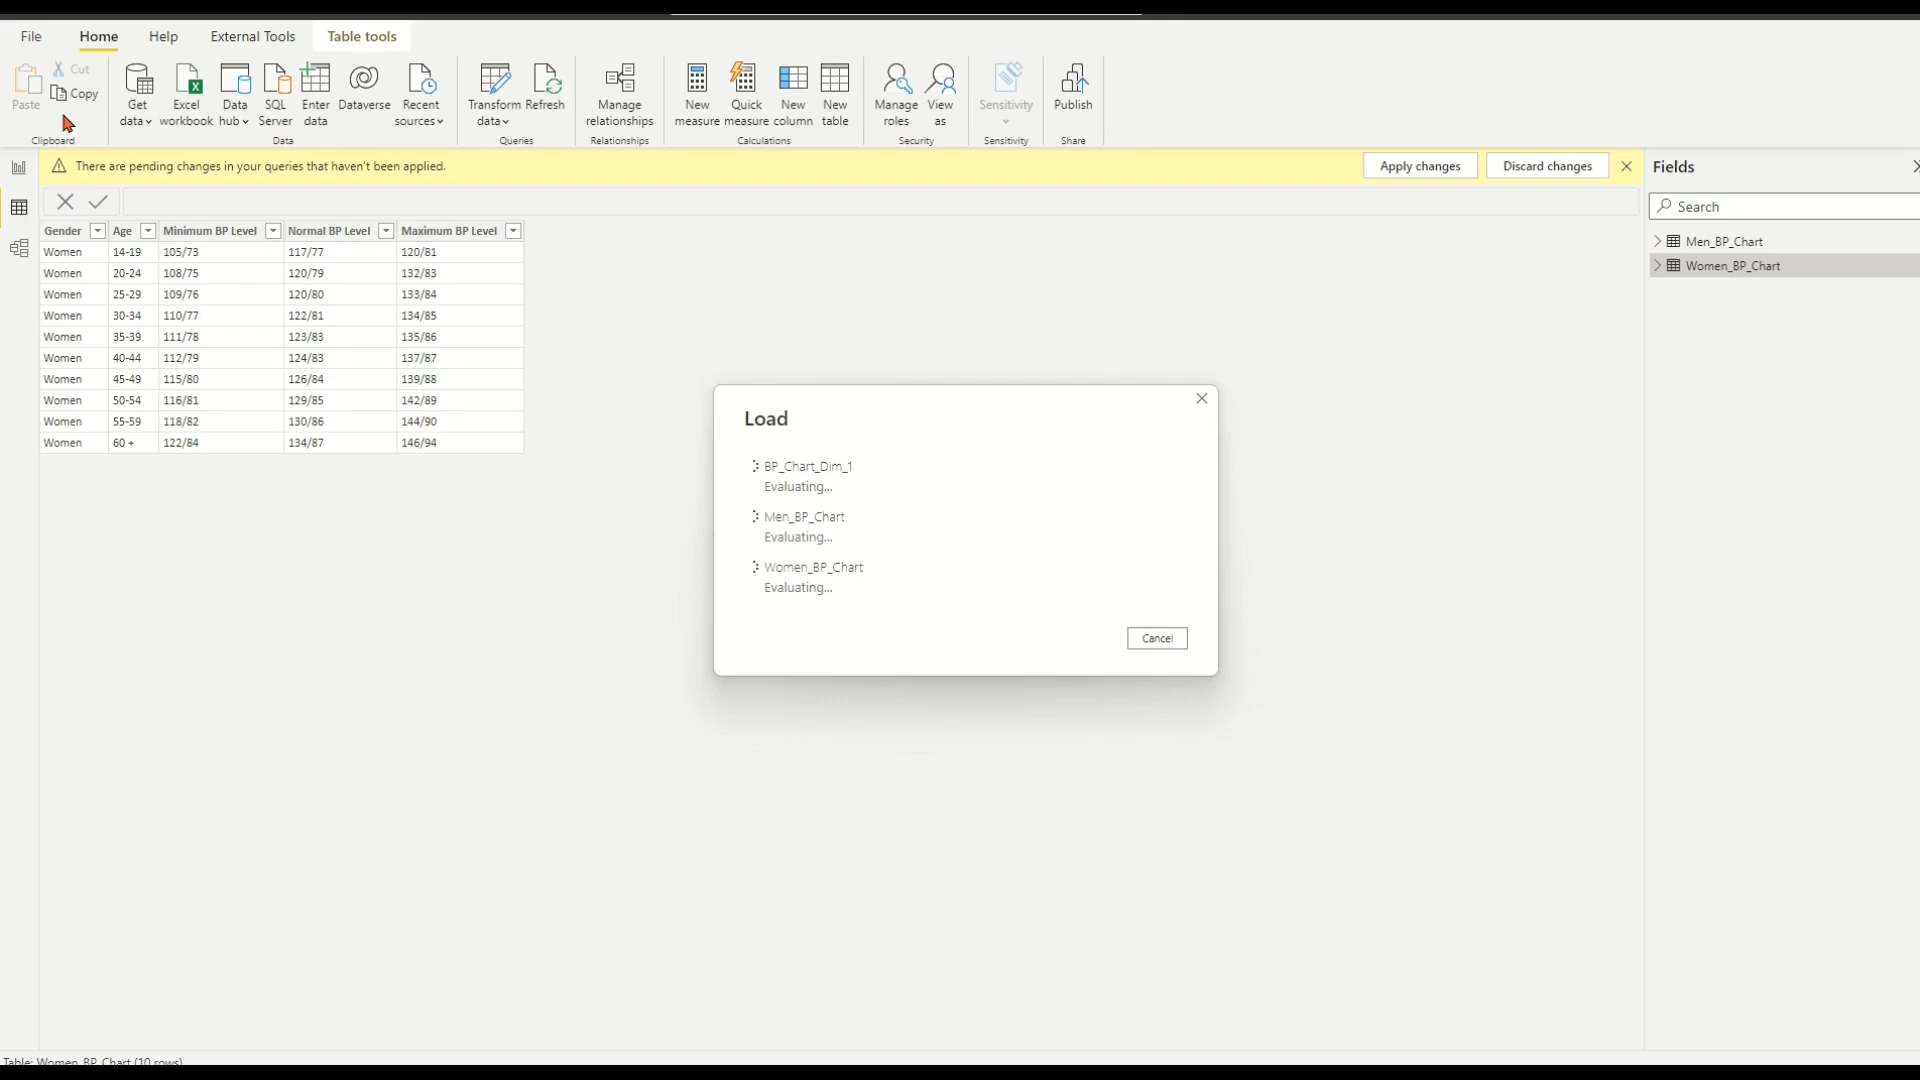 File Home Help External Tools Table tools
Paste Cut Copy
Get data Excel workbook Data hub SQL Server Enter data Dataverse Recent sources Transform data Refresh Manage relationships New measure Quick measure New column New table Manage roles View as Sensitivity Publish
Clipboard Data Queries Relationships Calculations Security Sensitivity Share
There are pending changes in your queries that haven't been applied. Apply changes Discard changes
Fields
Search
Men_BP_Chart
Women_BP_Chart
Gender Age Minimum BP Level Normal BP Level Maximum BP Level
Women 14-19 105/73 117/77 120/81
Women 20-24 108/75 120/79 132/83
Women 25-29 109/76 120/80 133/84
Women 30-34 110/77 122/81 134/85
Women 35-39 111/78 123/83 135/86
Women 40-44 112/79 124/83 137/87
Women 45-49 115/80 126/84 139/88
Women 50-54 116/81 129/85 142/89
Women 55-59 118/82 130/86 144/90
Women 60 + 122/84 134/87 146/94
Load
BP_Chart_Dim_1
Evaluating...
Men_BP_Chart
Evaluating...
Women_BP_Chart
Evaluating...
Cancel
Table: Women_BP_Chart (10 rows)